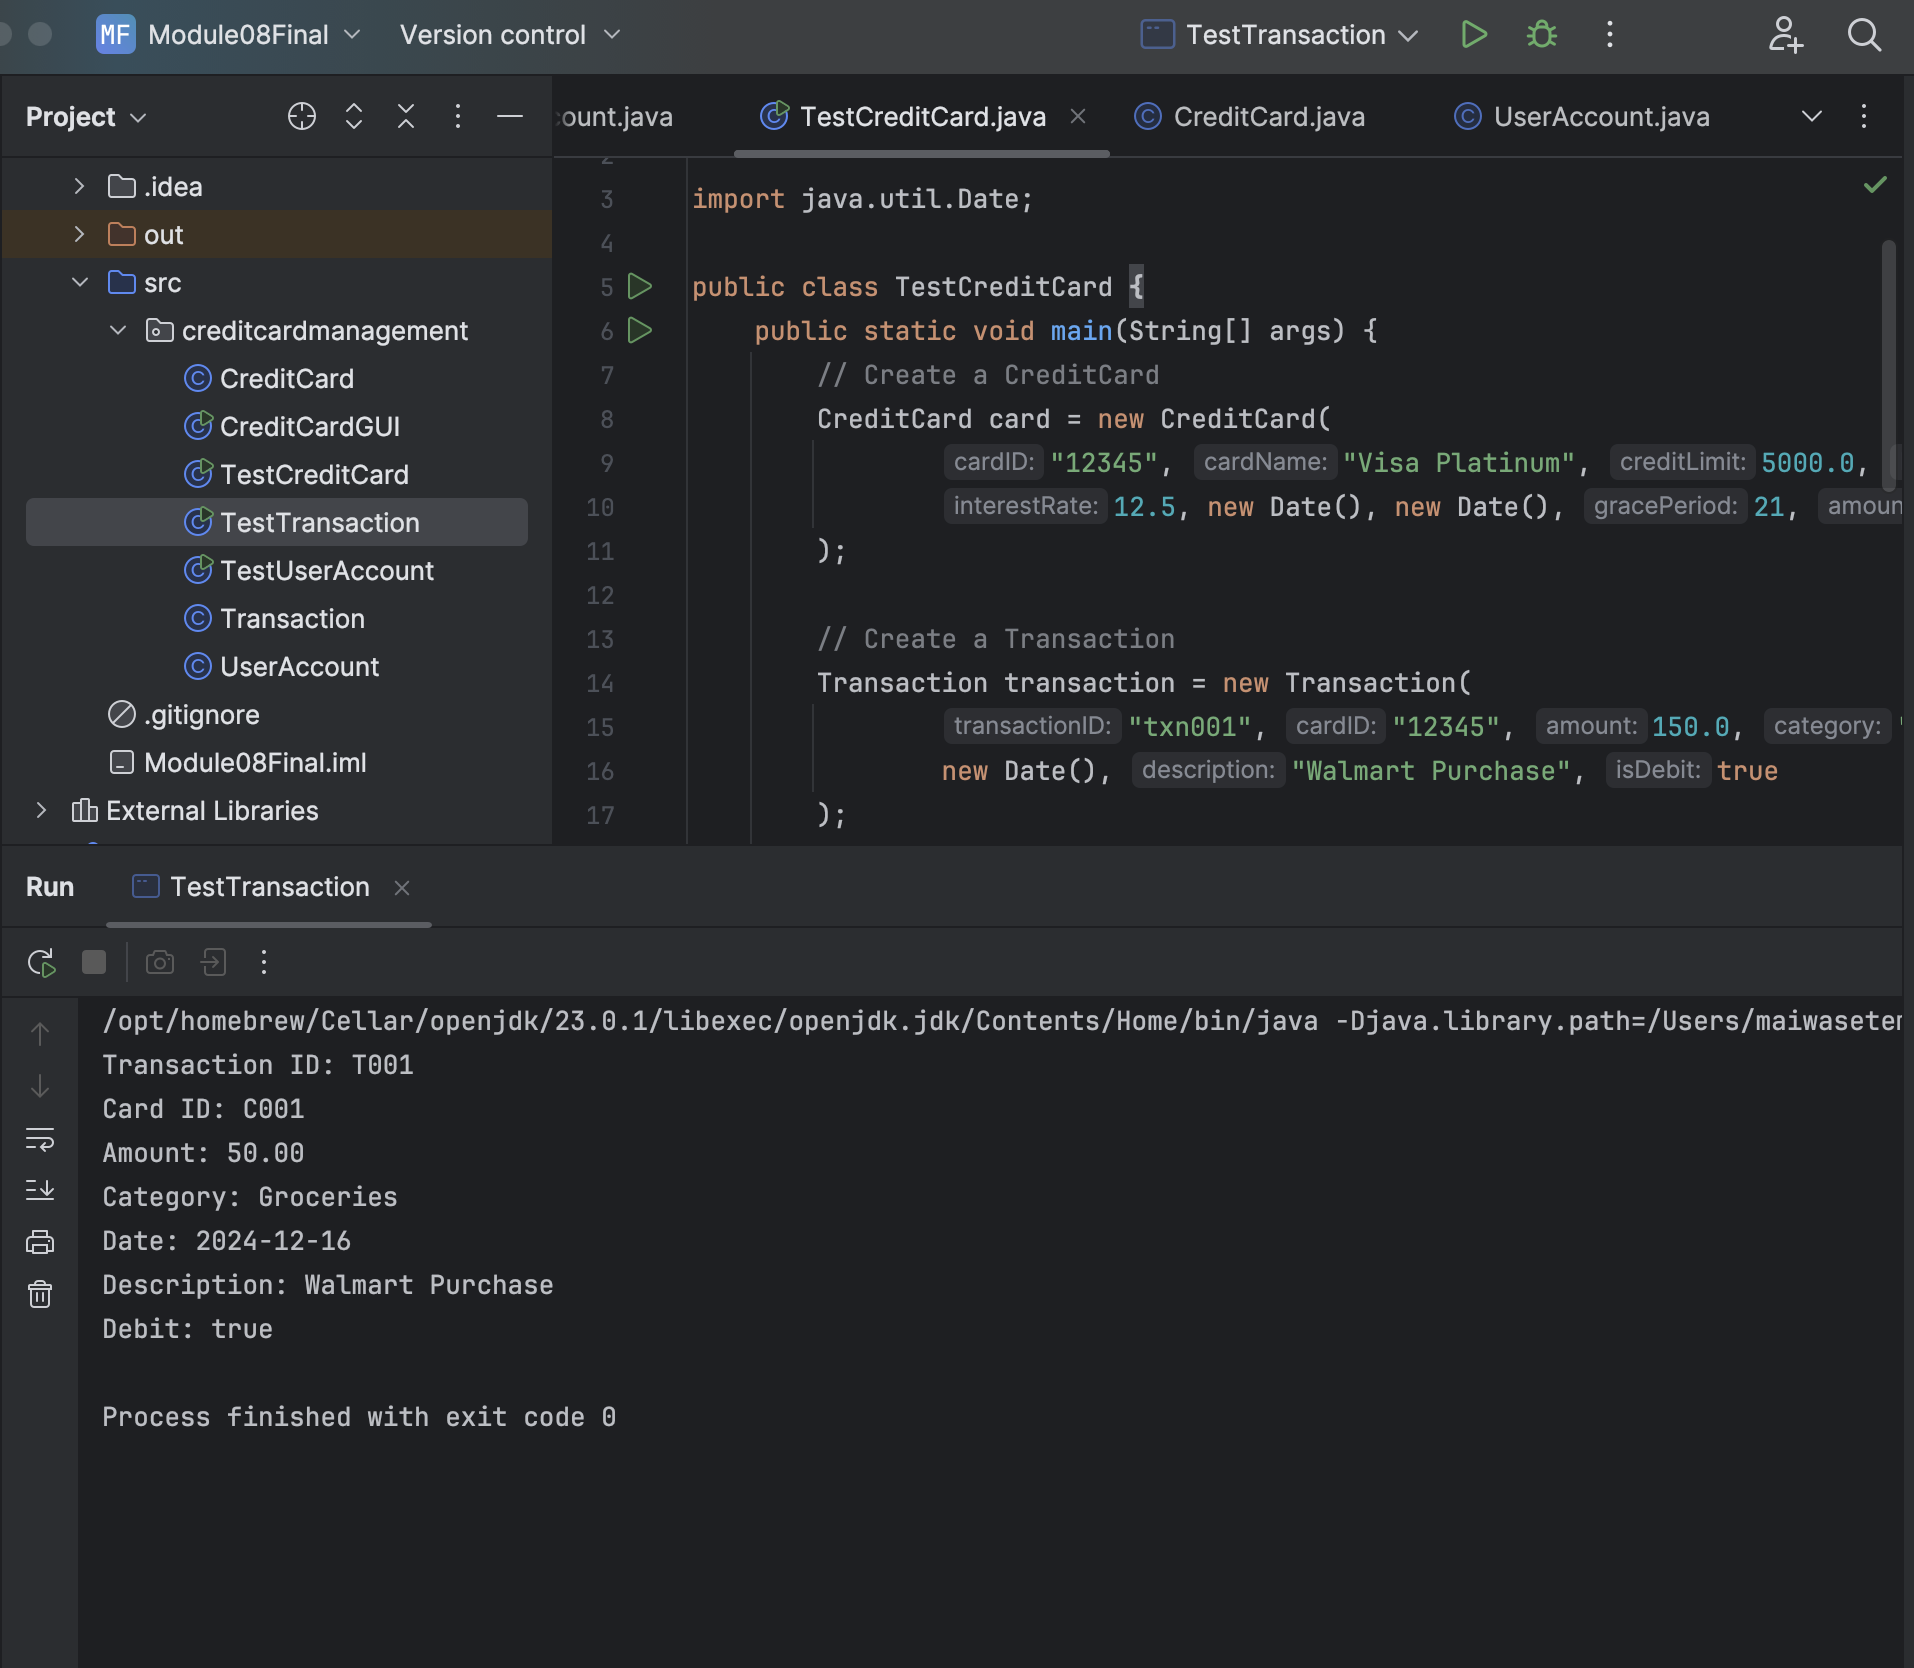 MF Module08Final Version control TestTransaction
Project
ount.java TestCreditCard.java CreditCard.java UserAccount.java
.idea
out
src
creditcardmanagement
CreditCard
CreditCardGUI
TestCreditCard
TestTransaction
TestUserAccount
Transaction
UserAccount
.gitignore
Module08Final.iml
External Libraries
2
3 import java.util.Date;
4
5 public class TestCreditCard {
6 public static void main(String[] args) {
7 // Create a CreditCard
8 CreditCard card = new CreditCard(
9 cardID: "12345", cardName: "Visa Platinum", creditLimit: 5000.0,
10 interestRate: 12.5, new Date(), new Date(), gracePeriod: 21, amoun
11 );
12
13 // Create a Transaction
14 Transaction transaction = new Transaction(
15 transactionID: "txn001", cardID: "12345", amount: 150.0, category: "
16 new Date(), description: "Walmart Purchase", isDebit: true
17 );
Run TestTransaction
/opt/homebrew/Cellar/openjdk/23.0.1/libexec/openjdk.jdk/Contents/Home/bin/java -Djava.library.path=/Users/maiwaseter
Transaction ID: T001
Card ID: C001
Amount: 50.00
Category: Groceries
Date: 2024-12-16
Description: Walmart Purchase
Debit: true
Process finished with exit code 0